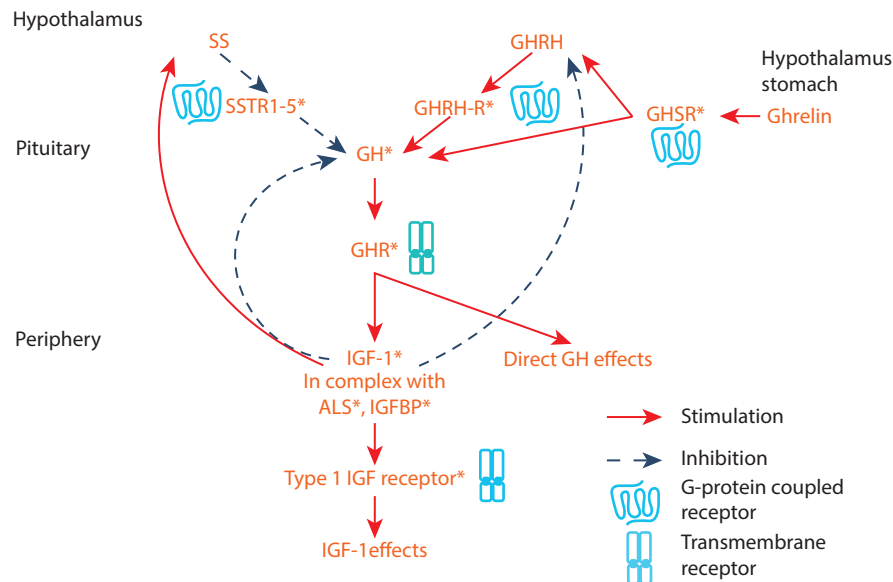 Hypothalamus
SS
GHRH
Hypothalamus
stomach
SSTR1-5*
GHRH-R*
GHSR*
Ghrelin
Pituitary
GH*
GHR*
Periphery
IGF-1*
In complex with
ALS*, IGFBP*
Direct GH effects
Type 1 IGF receptor*
IGF-1effects
Stimulation
Inhibition
G-protein coupled
receptor
Transmembrane
receptor